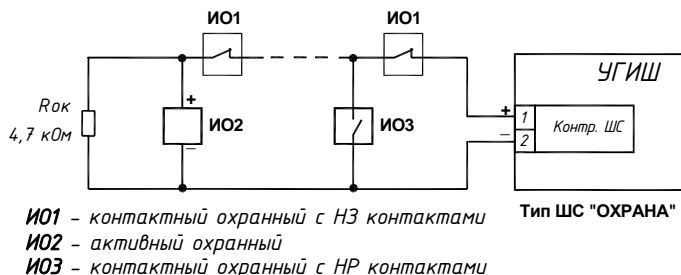 ИО1
ИО1
УГИШ
Rок
4,7 кОм
+
ИО2
–
ИО3
+
–
1
2
Контр. ШС
ИО1 – контактный охранный с НЗ контактами
Тип ШС "ОХРАНА"
ИО2 – активный охранный
ИО3 – контактный охранный с НР контактами